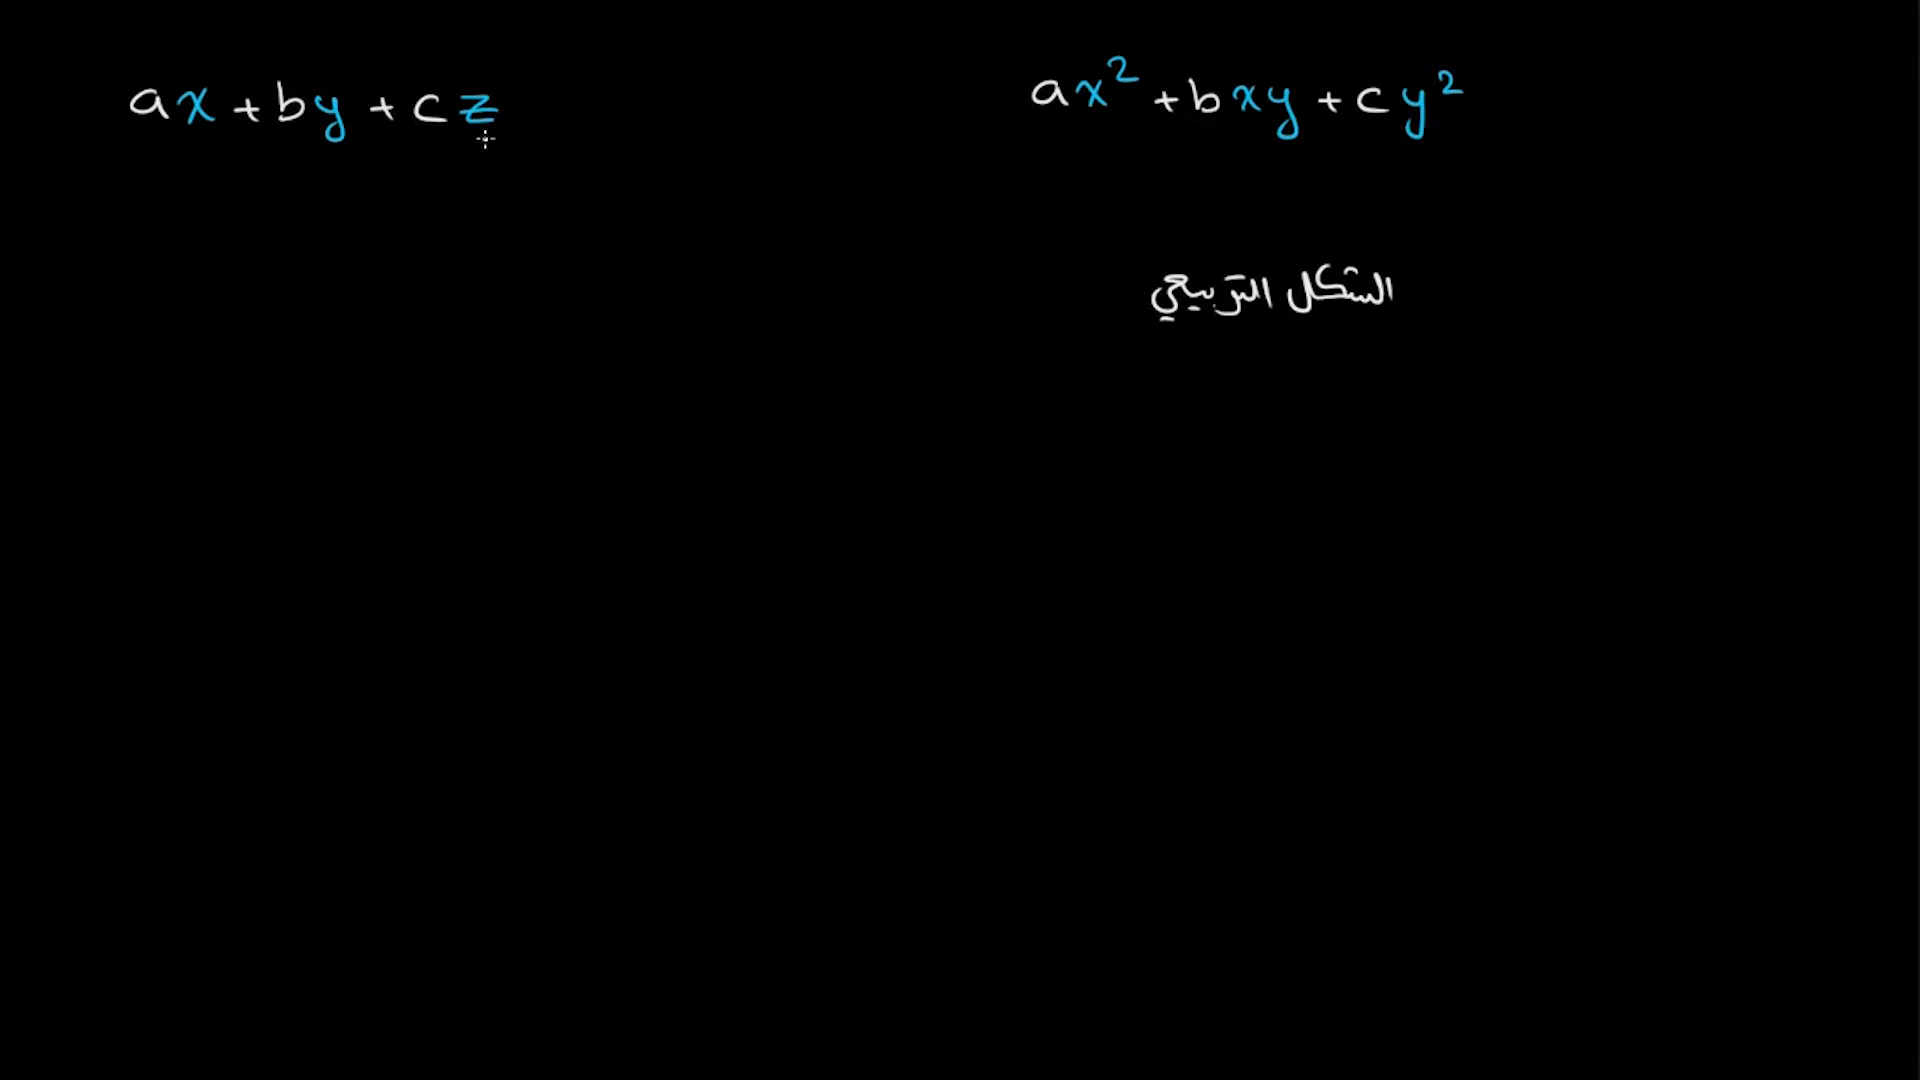 ax + by + cz
ax² + bxy + cy²
الشكل التربيعي